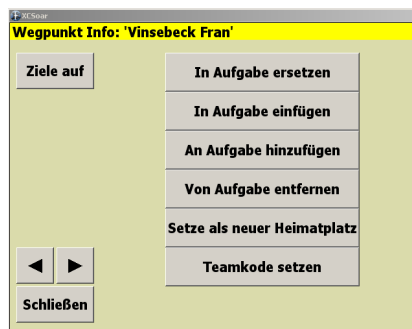 XCSoar
Wegpunkt Info: 'Vinsebeck Fran'
Ziele auf
In Aufgabe ersetzen
In Aufgabe einfügen
An Aufgabe hinzufügen
Von Aufgabe entfernen
Setze als neuer Heimatplatz
Teamkode setzen
Schließen